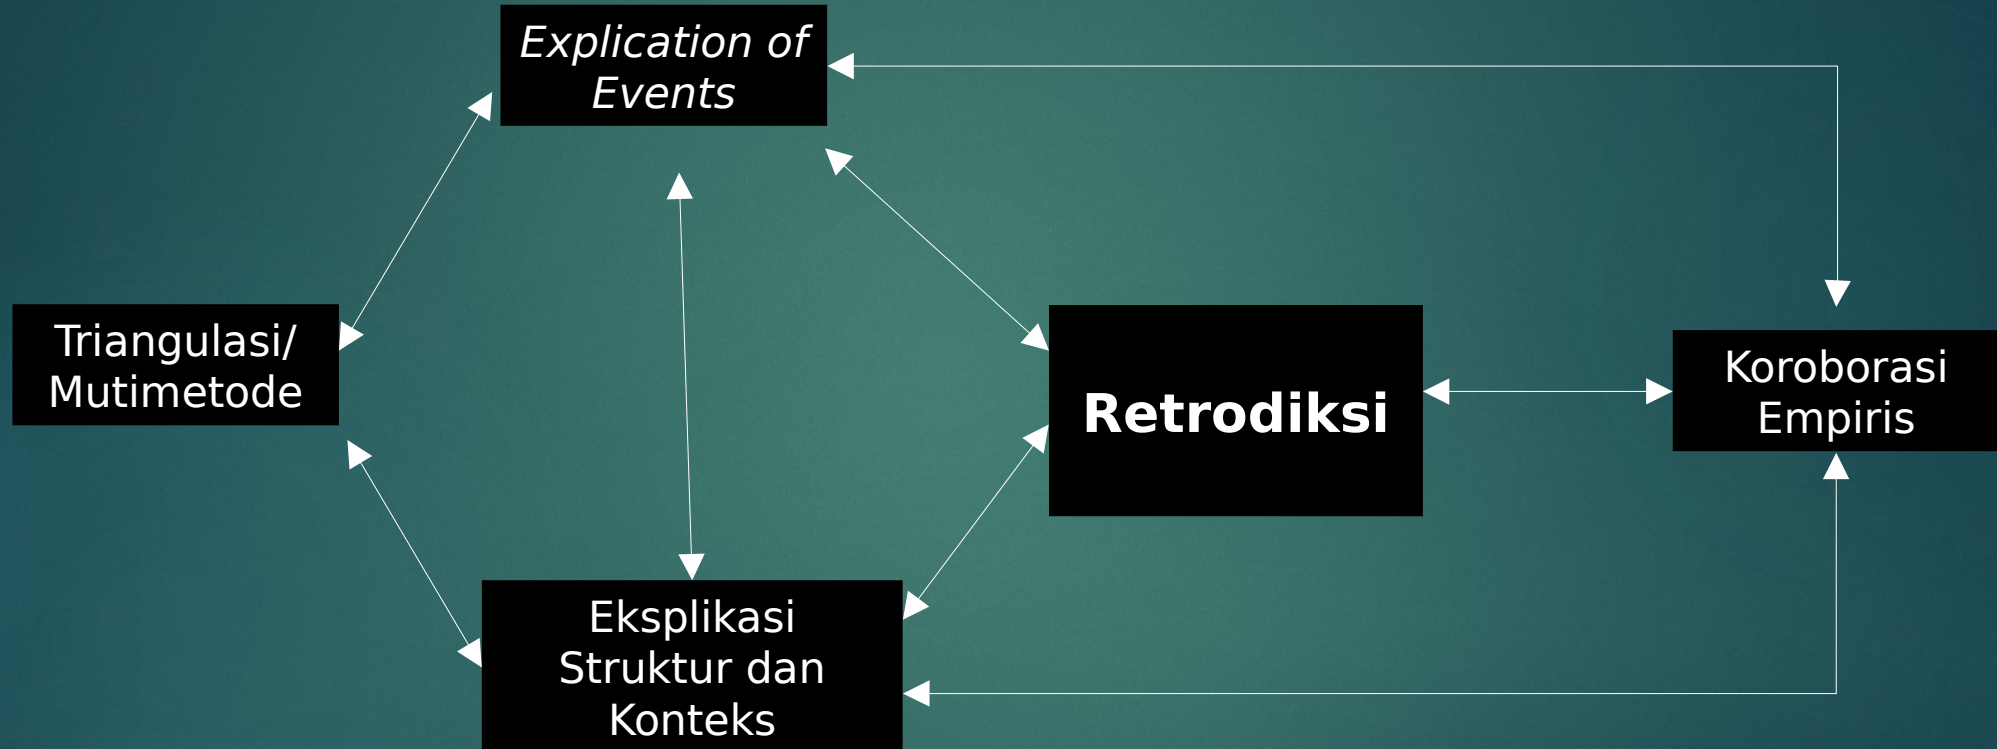 Explication of
Events
Triangulasi/
Mutimetode
Retrodiksi
Koroborasi
Empiris
Eksplikasi
Struktur dan
Konteks